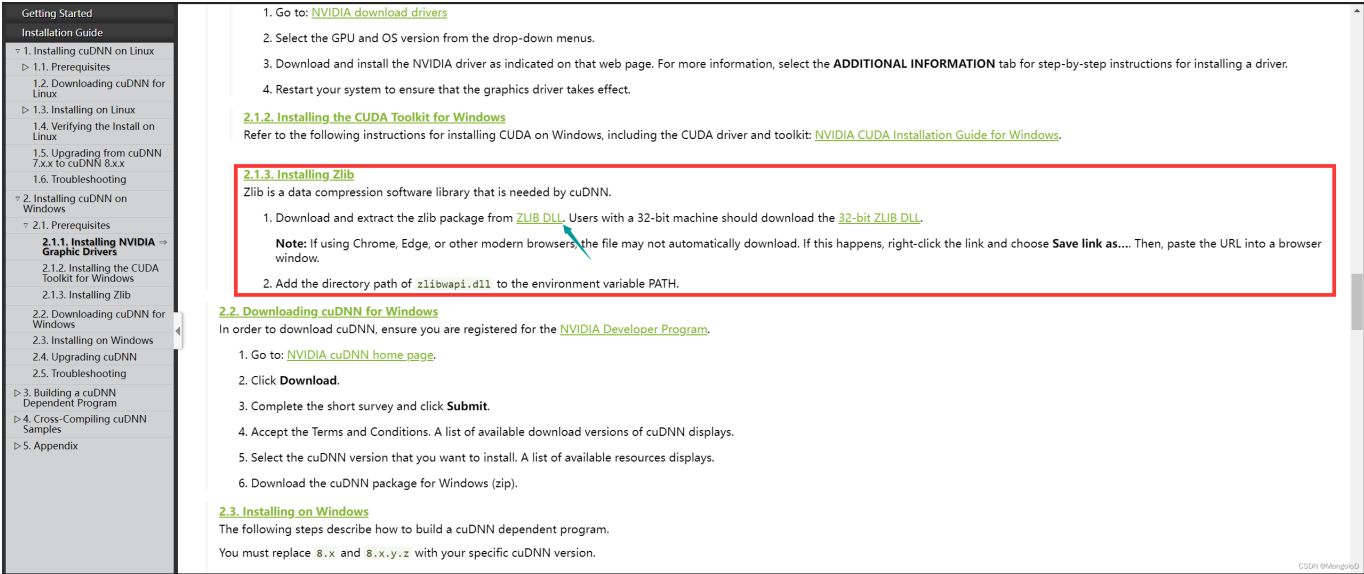 Getting Started
Installation Guide
1. Installing cuDNN on Linux
1.1. Prerequisites
1.2. Downloading cuDNN for
Linux
1.3. Installing on Linux
1.4. Verifying the Install on
Linux
1.5. Upgrading from cuDNN
7.x.x to cuDNN 8.x.x
1.6. Troubleshooting
2. Installing cuDNN on
Windows
2.1. Prerequisites
2.1.1. Installing NVIDIA ⇒
Graphic Drivers
2.1.2. Installing the CUDA
Toolkit for Windows
2.1.3. Installing Zlib
2.2. Downloading cuDNN for
Windows
2.3. Installing on Windows
2.4. Upgrading cuDNN
2.5. Troubleshooting
3. Building a cuDNN
Dependent Program
4. Cross-Compiling cuDNN
Samples
5. Appendix
1. Go to: NVIDIA download drivers
2. Select the GPU and OS version from the drop-down menus.
3. Download and install the NVIDIA driver as indicated on that web page. For more information, select the ADDITIONAL INFORMATION tab for step-by-step instructions for installing a driver.
4. Restart your system to ensure that the graphics driver takes effect.
2.1.2. Installing the CUDA Toolkit for Windows
Refer to the following instructions for installing CUDA on Windows, including the CUDA driver and toolkit: NVIDIA CUDA Installation Guide for Windows.
2.1.3. Installing Zlib
Zlib is a data compression software library that is needed by cuDNN.
1. Download and extract the zlib package from ZLIB DLL. Users with a 32-bit machine should download the 32-bit ZLIB DLL.
Note: If using Chrome, Edge, or other modern browsers, the file may not automatically download. If this happens, right-click the link and choose Save link as.... Then, paste the URL into a browser
window.
2. Add the directory path of zlibwapi.dll to the environment variable PATH.
2.2. Downloading cuDNN for Windows
In order to download cuDNN, ensure you are registered for the NVIDIA Developer Program.
1. Go to: NVIDIA cuDNN home page.
2. Click Download.
3. Complete the short survey and click Submit.
4. Accept the Terms and Conditions. A list of available download versions of cuDNN displays.
5. Select the cuDNN version that you want to install. A list of available resources displays.
6. Download the cuDNN package for Windows (zip).
2.3. Installing on Windows
The following steps describe how to build a cuDNN dependent program.
You must replace 8.x and 8.x.y.z with your specific cuDNN version.
CSDN @MangoloD